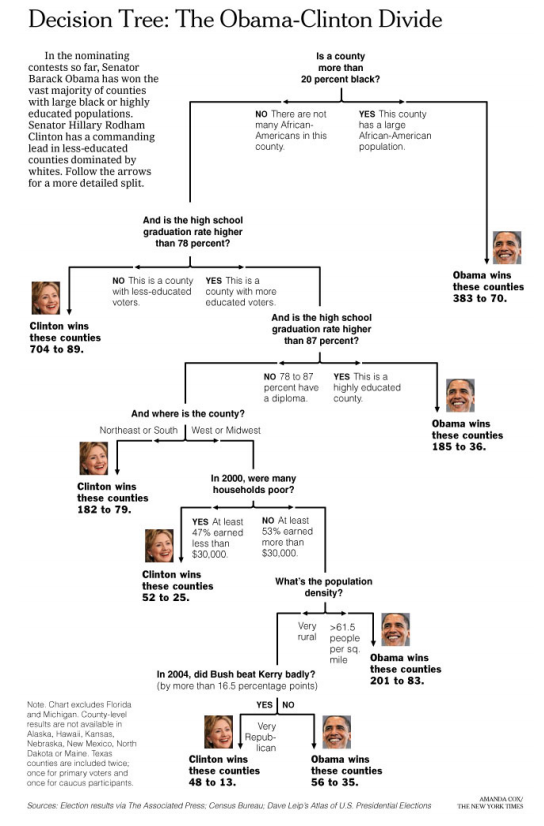 Decision Tree: The Obama-Clinton Divide
In the nominating
contests so far, Senator
Barack Obama has won the
vast majority of counties
with large black or highly
educated populations.
Senator Hillary Rodham
Clinton has a commanding
lead in less-educated
counties dominated by
whites. Follow the arrows
for a more detailed split.
Is a county
more than
20 percent black?
NO There are not
many African-
Americans in this
county.
YES This county
has a large
African-American
population.
And is the high school
graduation rate higher
than 78 percent?
Obama wins
these counties
383 to 70.
NO This is a county
with less-educated
voters.
YES This is a
county with more
educated voters.
Clinton wins
these counties
704 to 89.
And is the high school
graduation rate higher
than 87 percent?
NO 78 to 87
percent have
a diploma.
YES This is a
highly educated
county.
Obama wins
these counties
185 to 36.
And where is the county?
Northeast or South
West or Midwest
Clinton wins
these counties
182 to 79.
In 2000, were many
households poor?
YES At least
47% earned
less than
$30,000.
NO At least
53% earned
more than
$30,000.
Clinton wins
these counties
52 to 25.
What's the population
density?
Very
rural
>61.5
people
per sq.
mile
Obama wins
these counties
201 to 83.
In 2004, did Bush beat Kerry badly?
(by more than 16.5 percentage points)
YES
NO
Very
Repub-
lican
Clinton wins
these counties
48 to 13.
Obama wins
these counties
56 to 35.
Note. Chart excludes Florida
and Michigan. County-level
results are not available in
Alaska, Hawaii, Kansas,
Nebraska, New Mexico, North
Dakota or Maine. Texas
counties are included twice;
once for primary voters and
once for caucus participants.
Sources: Election results via The Associated Press; Census Bureau; Dave Leip's Atlas of U.S. Presidential Elections
AMANDA COX/
THE NEW YORK TIMES